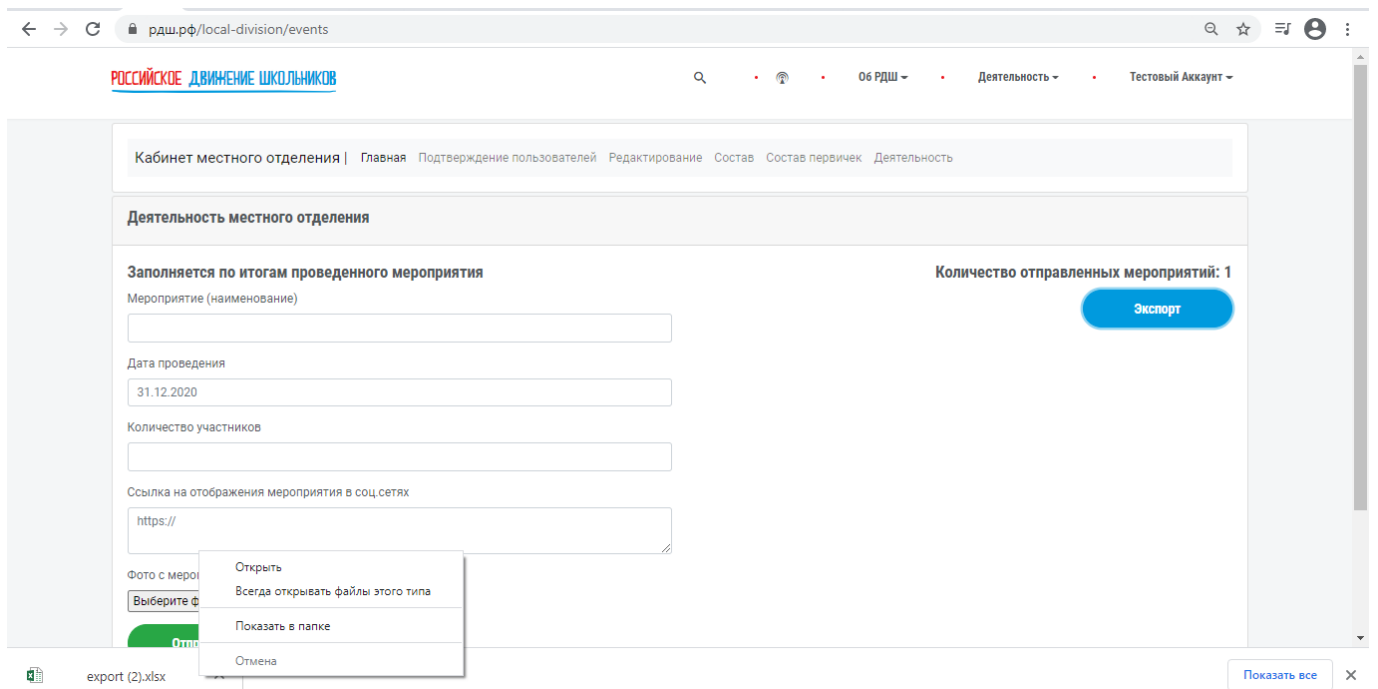 рдш.рф/local-division/events
РОССИЙСКОЕ ДВИЖЕНИЕ ШКОЛЬНИКОВ
Об РДШ
Деятельность
Тестовый Аккаунт
Кабинет местного отделения | Главная Подтверждение пользователей Редактирование Состав Состав первичек Деятельность
Деятельность местного отделения
Заполняется по итогам проведенного мероприятия
Количество отправленных мероприятий: 1
Мероприятие (наименование)
Экспорт
Дата проведения
31.12.2020
Количество участников
Ссылка на отображения мероприятия в соц.сетях
https://
Фото с
Выберите
Открыть
Всегда открывать файлы этого типа
Показать в папке
Отмена
export (2).xlsx
Показать все